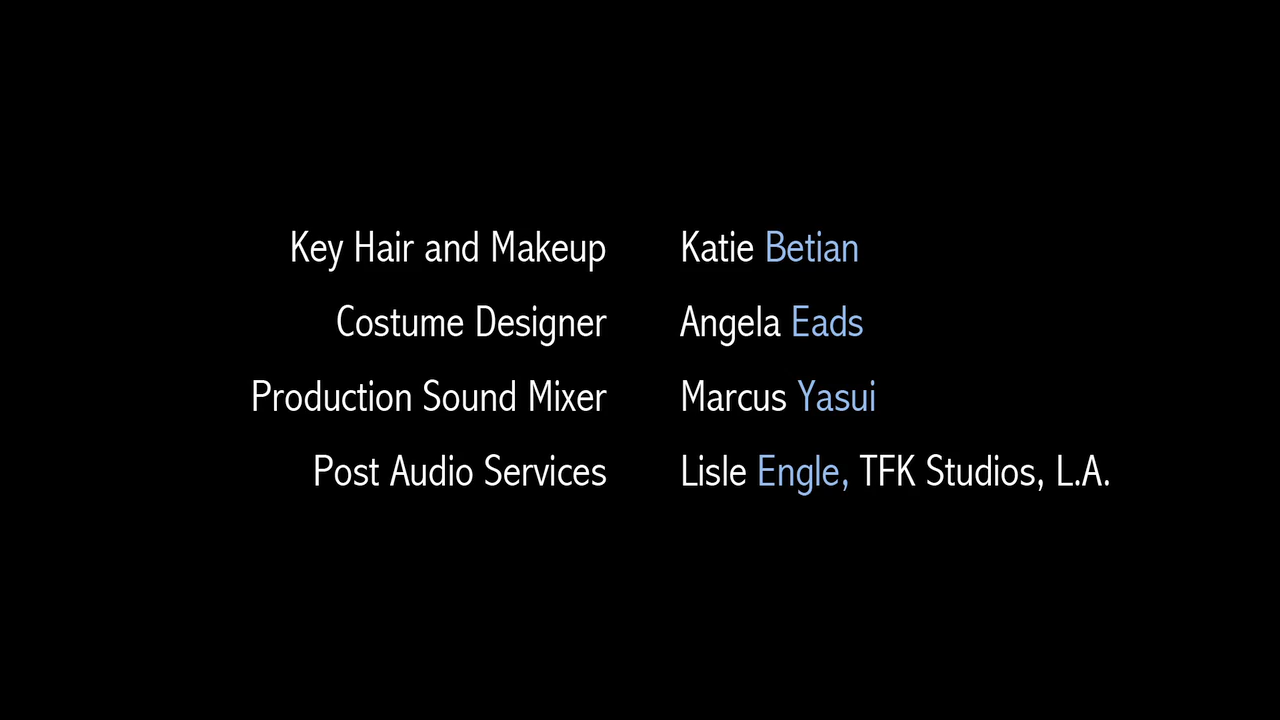 Key Hair and Makeup Katie Betian
Costume Designer Angela Eads
Production Sound Mixer Marcus Yasui
Post Audio Services Lisle Engle, TFK Studios, L.A.